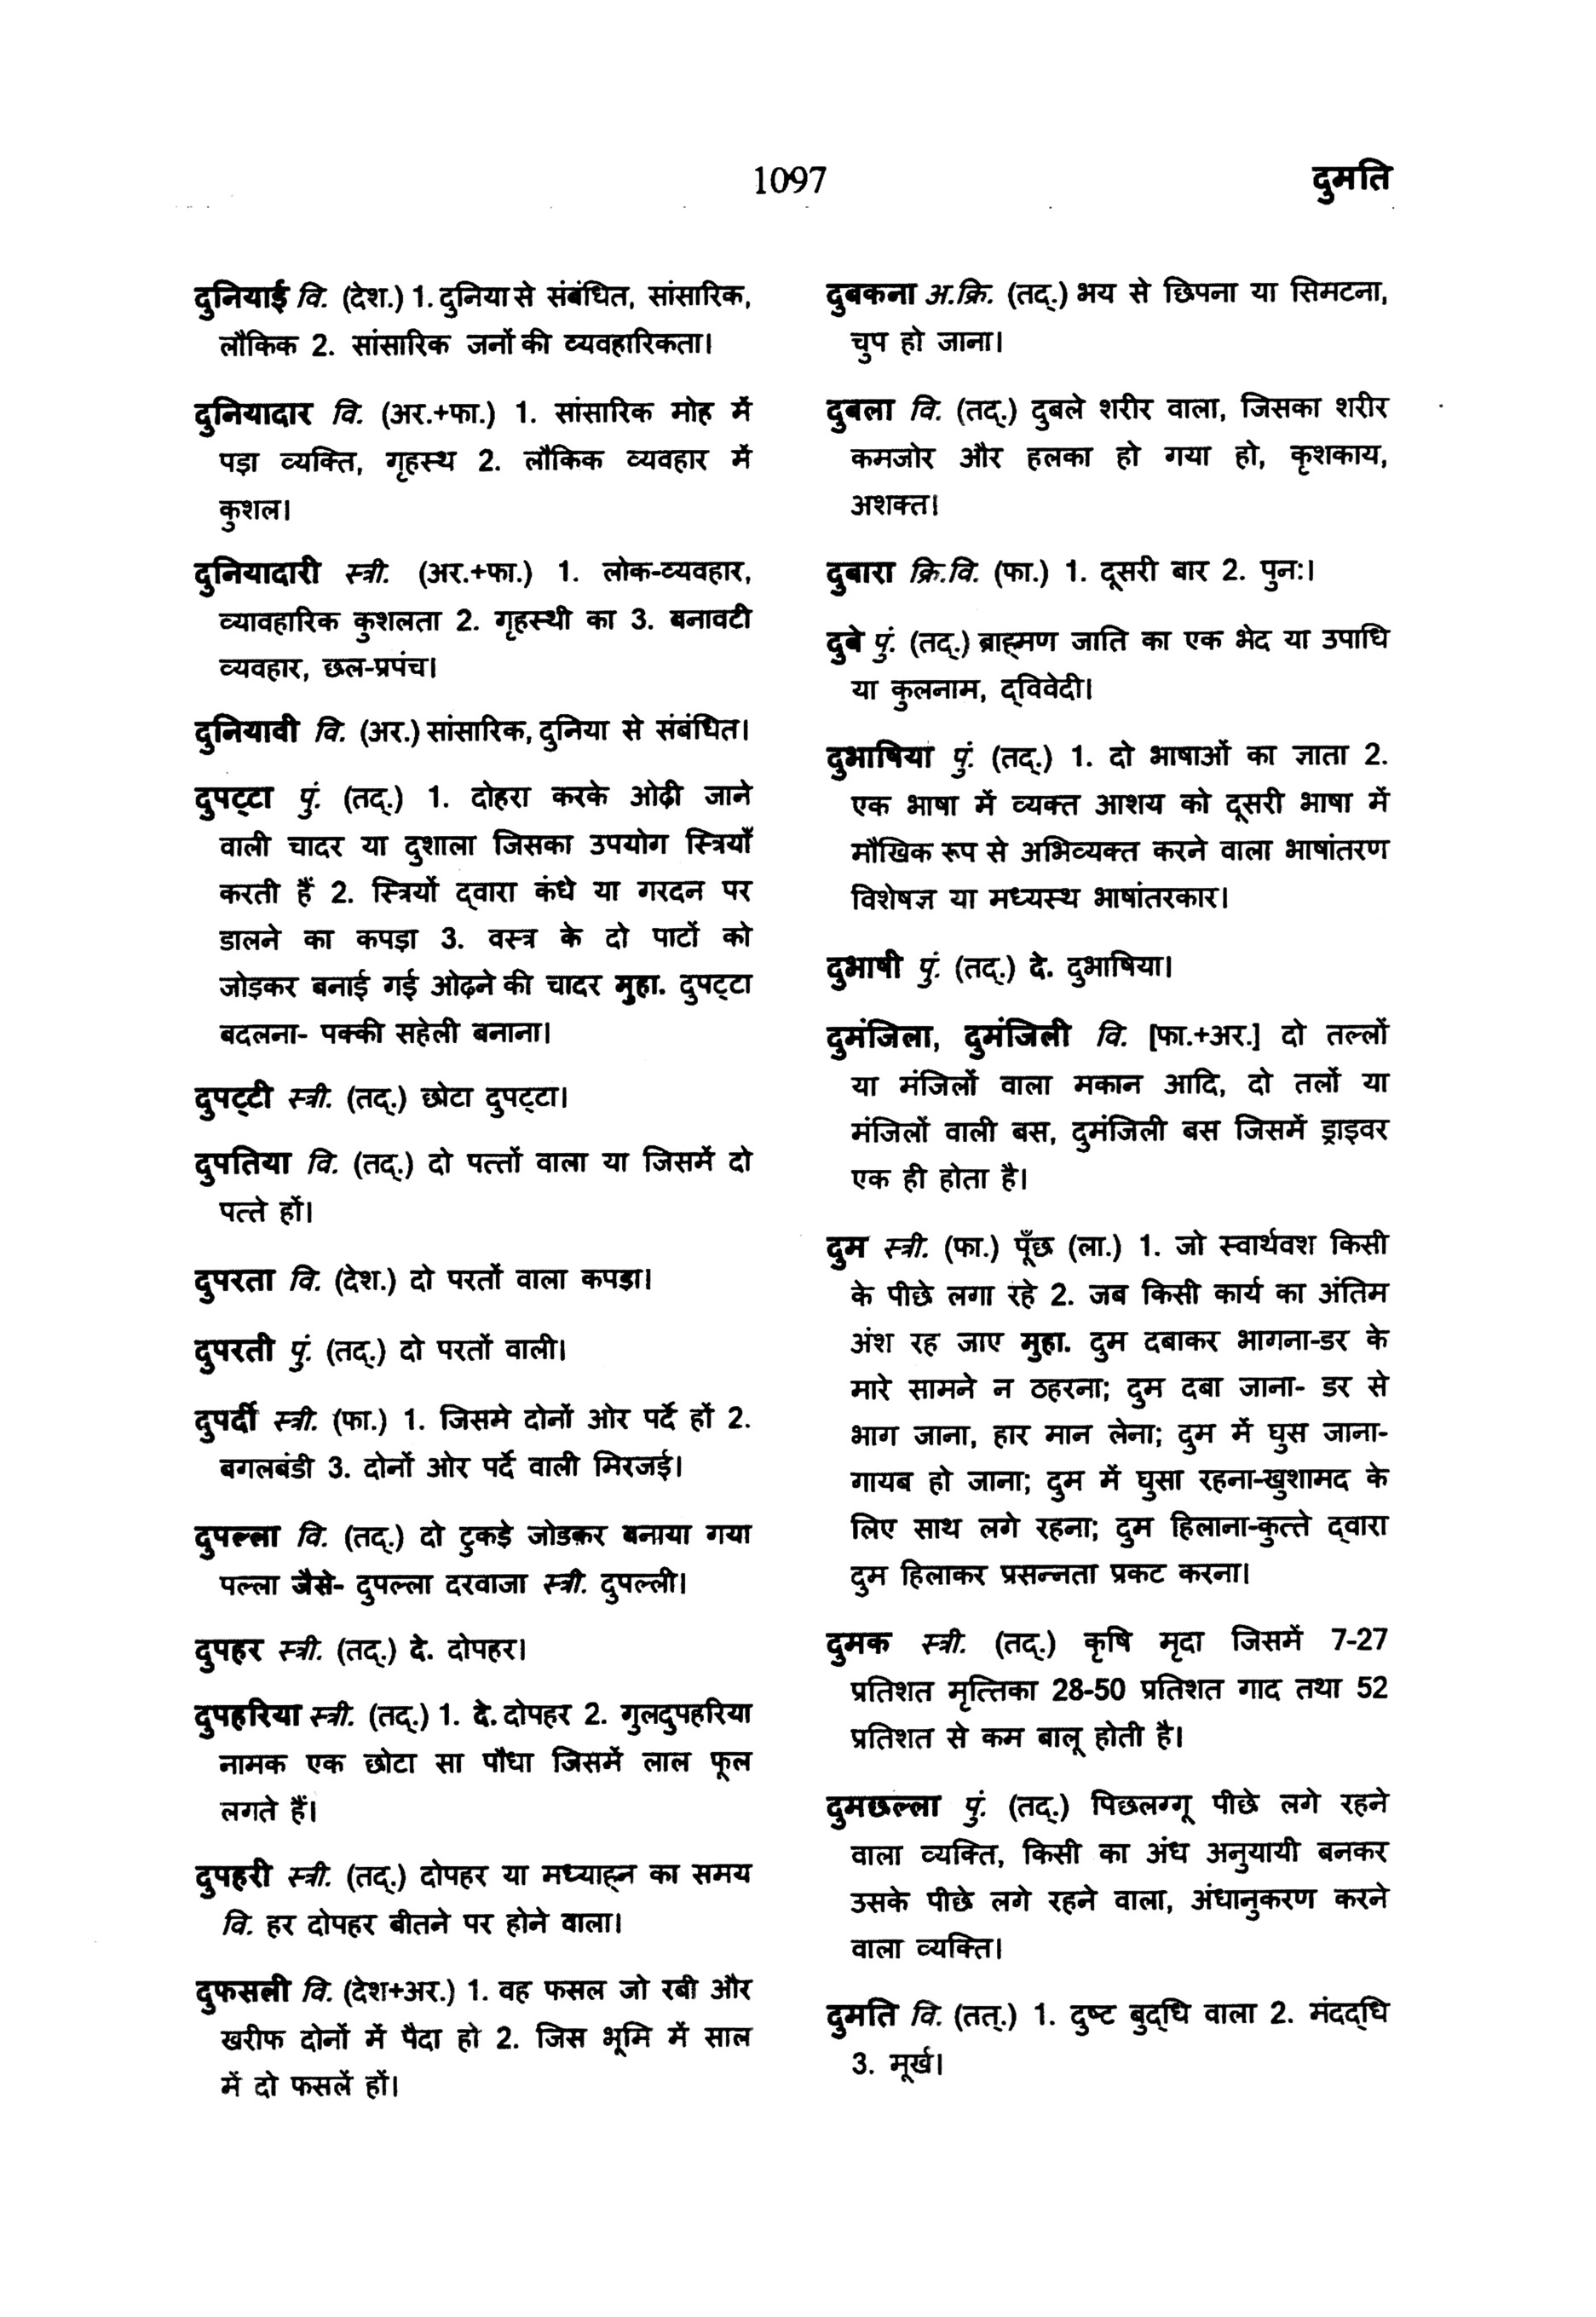 1097
दुमति
दुनियाई वि. (देश.) 1. दुनिया से संबंधित, सांसारिक,
लौकिक 2. सांसारिक जनों की व्यवहारिकता।
दुनियादार वि. (अर.+फा.) 1. सांसारिक मोह में
पड़ा व्यक्ति, गृहस्थ 2. लौकिक व्यवहार में
कुशल।
दुनियादारी स्त्री. (अर.+फा.) 1. लोक-व्यवहार,
व्यावहारिक कुशलता 2. गृहस्थी का 3. बनावटी
व्यवहार, छल-प्रपंच।
दुनियावी वि. (अर.) सांसारिक, दुनिया से संबंधित।
दुपट्टा पुं. (तद्.) 1. दोहरा करके ओढ़ी जाने
वाली चादर या दुशाला जिसका उपयोग स्त्रियाँ
करती हैं 2. स्त्रियों द्वारा कंधे या गरदन पर
डालने का कपड़ा 3. वस्त्र के दो पाटों को
जोड़कर बनाई गई ओढ़ने की चादर मुहा. दुपट्टा
बदलना- पक्की सहेली बनाना।
दुपट्टी स्त्री. (तद्.) छोटा दुपट्टा।
दुपतिया वि. (तद्.) दो पत्तों वाला या जिसमें दो
पत्ते हों।
दुपरता वि. (देश.) दो परतों वाला कपड़ा।
दुपरती पुं. (तद्.) दो परतों वाली।
दुपर्दी स्त्री. (फा.) 1. जिसमे दोनों ओर पर्दे हों 2.
बगलबंडी 3. दोनों ओर पर्दे वाली मिरजई।
दुपल्ला वि. (तद्.) दो टुकड़े जोडकर बनाया गया
पल्ला जैसे- दुपल्ला दरवाजा स्त्री. दुपल्ली।
दुपहर स्त्री. (तद्.) दे. दोपहर।
दुपहरिया स्त्री. (तद्.) 1. दे. दोपहर 2. गुलदुपहरिया
नामक एक छोटा सा पौधा जिसमें लाल फूल
लगते हैं।
दुपहरी स्त्री. (तद्.) दोपहर या मध्याह्न का समय
वि. हर दोपहर बीतने पर होने वाला।
दुफसली वि. (देश+अर.) 1. वह फसल जो रबी और
खरीफ दोनों में पैदा हो 2. जिस भूमि में साल
में दो फसलें हों।
दुबकना अ.क्रि. (तद्.) भय से छिपना या सिमटना,
चुप हो जाना।
दुबला वि. (तद्.) दुबले शरीर वाला, जिसका शरीर
कमजोर और हलका हो गया हो, कृशकाय,
अशक्त।
दुबारा क्रि.वि. (फा.) 1. दूसरी बार 2. पुनः।
दुबे पुं. (तद्.) ब्राह्मण जाति का एक भेद या उपाधि
या कुलनाम, द्विवेदी।
दुभाषिया पुं. (तद्.) 1. दो भाषाओं का ज्ञाता 2.
एक भाषा में व्यक्त आशय को दूसरी भाषा में
मौखिक रूप से अभिव्यक्त करने वाला भाषांतरण
विशेषज्ञ या मध्यस्थ भाषांतरकार।
दुभाषी पुं. (तद्.) दे. दुभाषिया।
दुमंजिला, दुमंजिली वि. [फा.+अर.] दो तल्लों
या मंजिलों वाला मकान आदि, दो तलों या
मंजिलों वाली बस, दुमंजिली बस जिसमें ड्राइवर
एक ही होता है।
दुम स्त्री. (फा.) पूँछ (ला.) 1. जो स्वार्थवश किसी
के पीछे लगा रहे 2. जब किसी कार्य का अंतिम
अंश रह जाए मुहा. दुम दबाकर भागना-डर के
मारे सामने न ठहरना; दुम दबा जाना- डर से
भाग जाना, हार मान लेना; दुम में घुस जाना-
गायब हो जाना; दुम में घुसा रहना-खुशामद के
लिए साथ लगे रहना; दुम हिलाना-कुत्ते द्वारा
दुम हिलाकर प्रसन्नता प्रकट करना।
दुमक स्त्री. (तद्.) कृषि मृदा जिसमें 7-27
प्रतिशत मृत्तिका 28-50 प्रतिशत गाद तथा 52
प्रतिशत से कम बालू होती है।
दुमछल्ला पुं. (तद्.) पिछलग्गू पीछे लगे रहने
वाला व्यक्ति, किसी का अंध अनुयायी बनकर
उसके पीछे लगे रहने वाला, अंधानुकरण करने
वाला व्यक्ति।
दुमति वि. (तत्.) 1. दुष्ट बुद्धि वाला 2. मंदद्धि
3. मूर्ख।